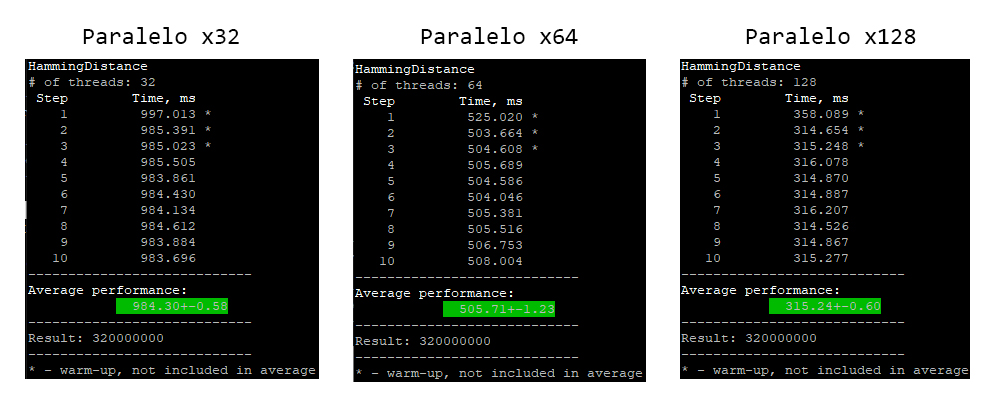 Paralelo x32
HammingDistance
# of threads: 32
Step Time, ms
1 997.013 *
2 985.391 *
3 985.023 *
4 985.505
5 983.861
6 984.430
7 984.134
8 984.612
9 983.884
10 983.696
----------------------------
Average performance:
984.30+-0.58
----------------------------
Result: 320000000
----------------------------
* - warm-up, not included in average
Paralelo x64
HammingDistance
# of threads: 64
Step Time, ms
1 525.020 *
2 503.664 *
3 504.608 *
4 505.689
5 504.586
6 504.046
7 505.381
8 505.516
9 506.753
10 508.004
----------------------------
Average performance:
505.71+-1.23
----------------------------
Result: 320000000
----------------------------
* - warm-up, not included in average
Paralelo x128
HammingDistance
# of threads: 128
Step Time, ms
1 358.089 *
2 314.654 *
3 315.248 *
4 316.078
5 314.870
6 314.887
7 316.207
8 314.526
9 314.867
10 315.277
----------------------------
Average performance:
315.24+-0.60
----------------------------
Result: 320000000
----------------------------
* - warm-up, not included in average